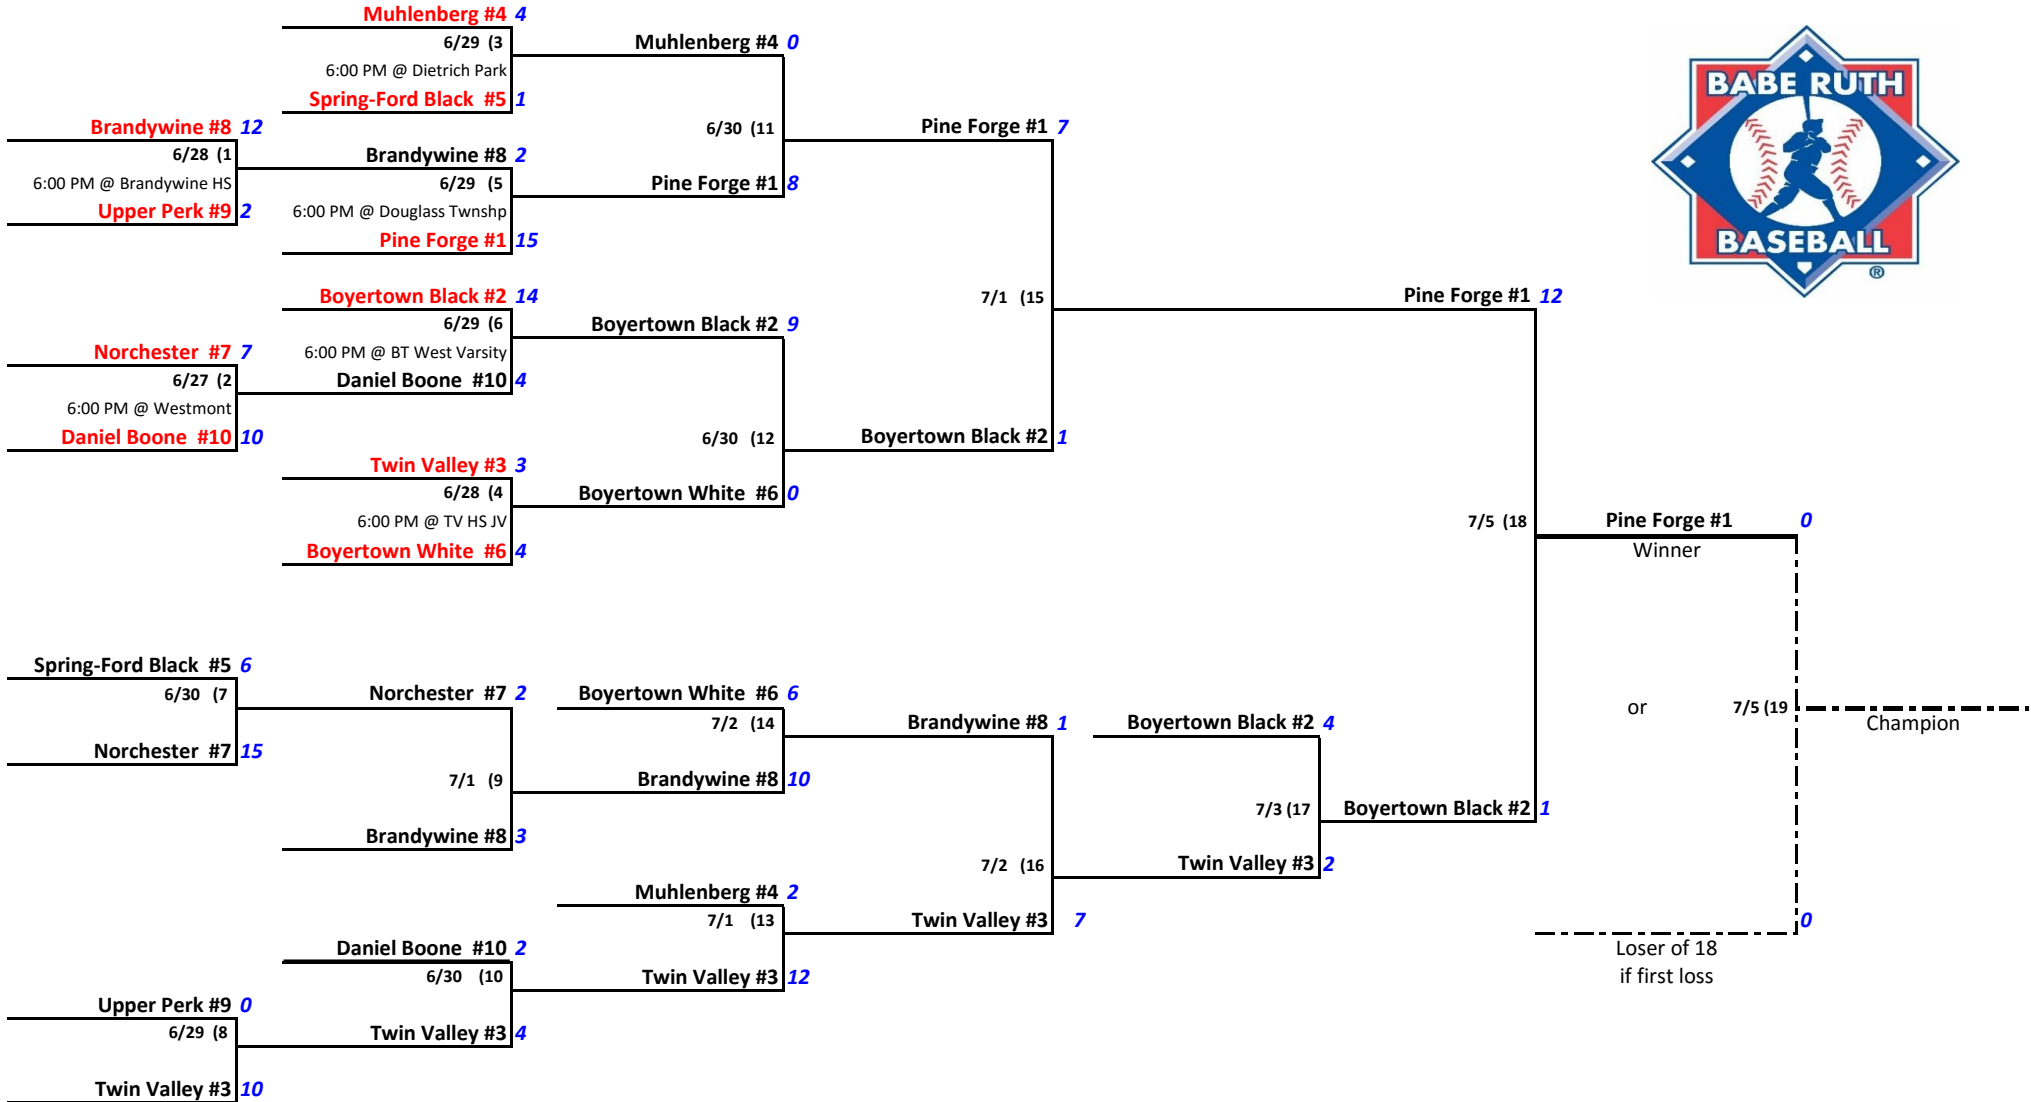 Muhlenberg #4 4
6/29 (3
6:00 PM @ Dietrich Park
Spring-Ford Black #5 1
Muhlenberg #4 0
BABE RUTH
BASEBALL
®
Brandywine #8 12
6/28 (1
6:00 PM @ Brandywine HS
Upper Perk #9 2
Brandywine #8 2
6/29 (5
6:00 PM @ Douglass Twnshp
Pine Forge #1 15
6/30 (11
Pine Forge #1 8
Pine Forge #1 7
Boyertown Black #2 14
6/29 (6
6:00 PM @ BT West Varsity
Daniel Boone #10 4
Boyertown Black #2 9
7/1 (15
Pine Forge #1 12
Norchester #7 7
6/27 (2
6:00 PM @ Westmont
Daniel Boone #10 10
6/30 (12
Boyertown Black #2 1
Twin Valley #3 3
6/28 (4
6:00 PM @ TV HS JV
Boyertown White #6 4
Boyertown White #6 0
7/5 (18
Pine Forge #1 0
Winner
Spring-Ford Black #5 6
6/30 (7
Norchester #7 15
Norchester #7 2
7/1 (9
Brandywine #8 3
Boyertown White #6 6
7/2 (14
Brandywine #8 10
Brandywine #8 1
Boyertown Black #2 4
or
7/5 (19
Champion
7/3 (17
Boyertown Black #2 1
7/2 (16
Twin Valley #3 2
Muhlenberg #4 2
7/1 (13
Twin Valley #3 12
Twin Valley #3 7
0
Loser of 18
if first loss
Daniel Boone #10 2
6/30 (10
Twin Valley #3 4
Upper Perk #9 0
6/29 (8
Twin Valley #3 10